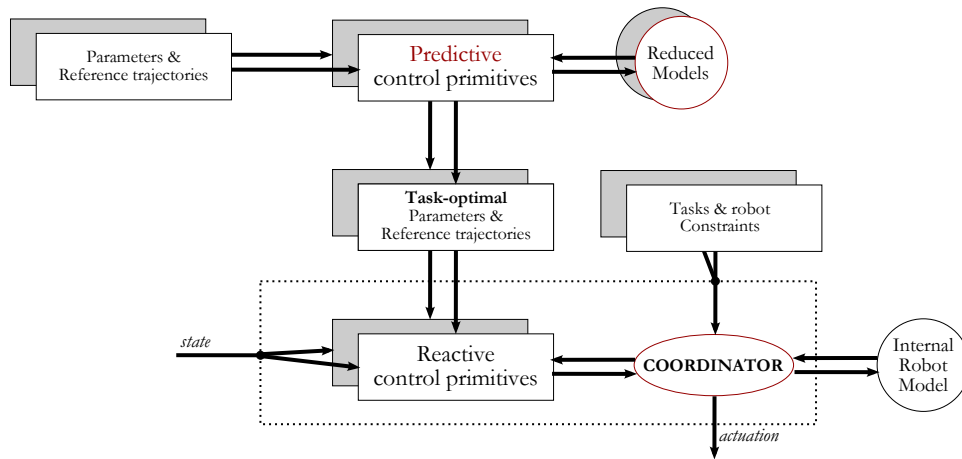 Parameters &
Reference trajectories
Predictive
control primitives
Reduced
Models
Task-optimal
Parameters &
Reference trajectories
Tasks & robot
Constraints
state
Reactive
control primitives
COORDINATOR
Internal
Robot
Model
actuation